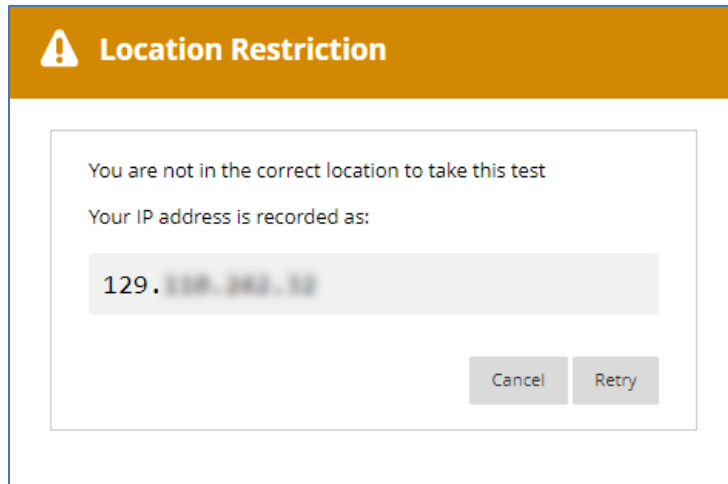 Location Restriction
You are not in the correct location to take this test
Your IP address is recorded as:
129.
Cancel Retry